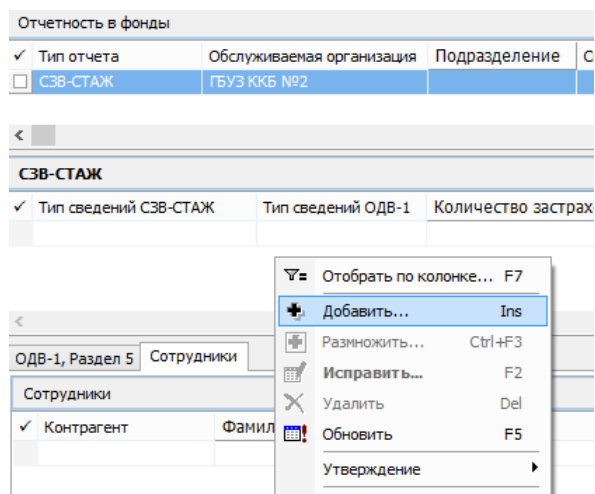 Отчетность в фонды
✓ Тип отчета Обслуживаемая организация Подразделение
СЗВ-СТАЖ ГБУЗ ККБ №2
СЗВ-СТАЖ
✓ Тип сведений СЗВ-СТАЖ Тип сведений ОДВ-1 Количество застрах
Отобрать по колонке... F7
Добавить... Ins
Размножить... Ctrl+F3
Исправить... F2
Удалить Del
Обновить F5
Утверждение
ОДВ-1, Раздел 5 Сотрудники
Сотрудники
✓ Контрагент Фамил